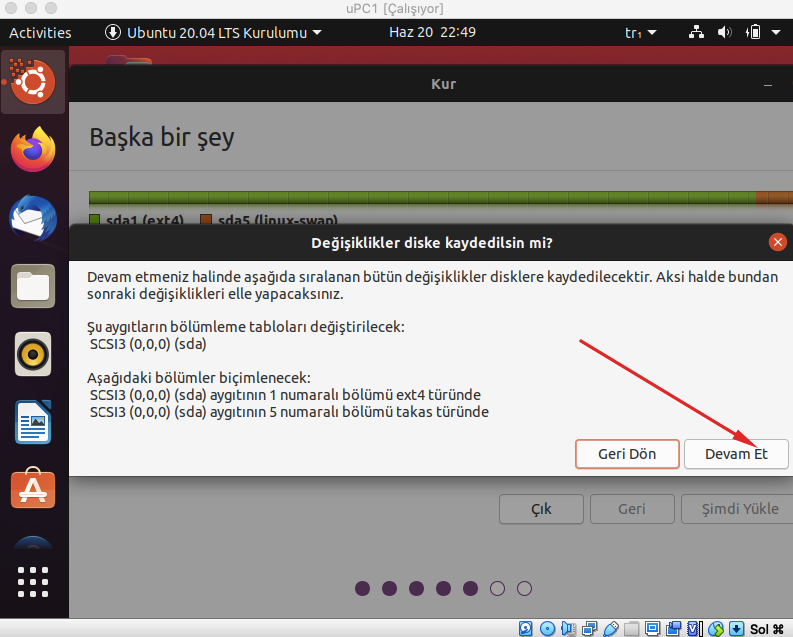 uPC1 [Çalışıyor]
Activities
Ubuntu 20.04 LTS Kurulumu
Haz 20 22:49
tr₁
Kur
Başka bir şey
sda1 (ext4)
sda5 (linux-swap)
Değişiklikler diske kaydedilsin mi?
Devam etmeniz halinde aşağıda sıralanan bütün değişiklikler disklere kaydedilecektir. Aksi halde bundan
sonraki değişiklikleri elle yapacaksınız.
Şu aygıtların bölümleme tabloları değiştirilecek:
SCSI3 (0,0,0) (sda)
Aşağıdaki bölümler biçimlenecek:
SCSI3 (0,0,0) (sda) aygıtının 1 numaralı bölümü ext4 türünde
SCSI3 (0,0,0) (sda) aygıtının 5 numaralı bölümü takas türünde
Geri Dön
Devam Et
Çık
Geri
Şimdi Yükle
Sol ⌘